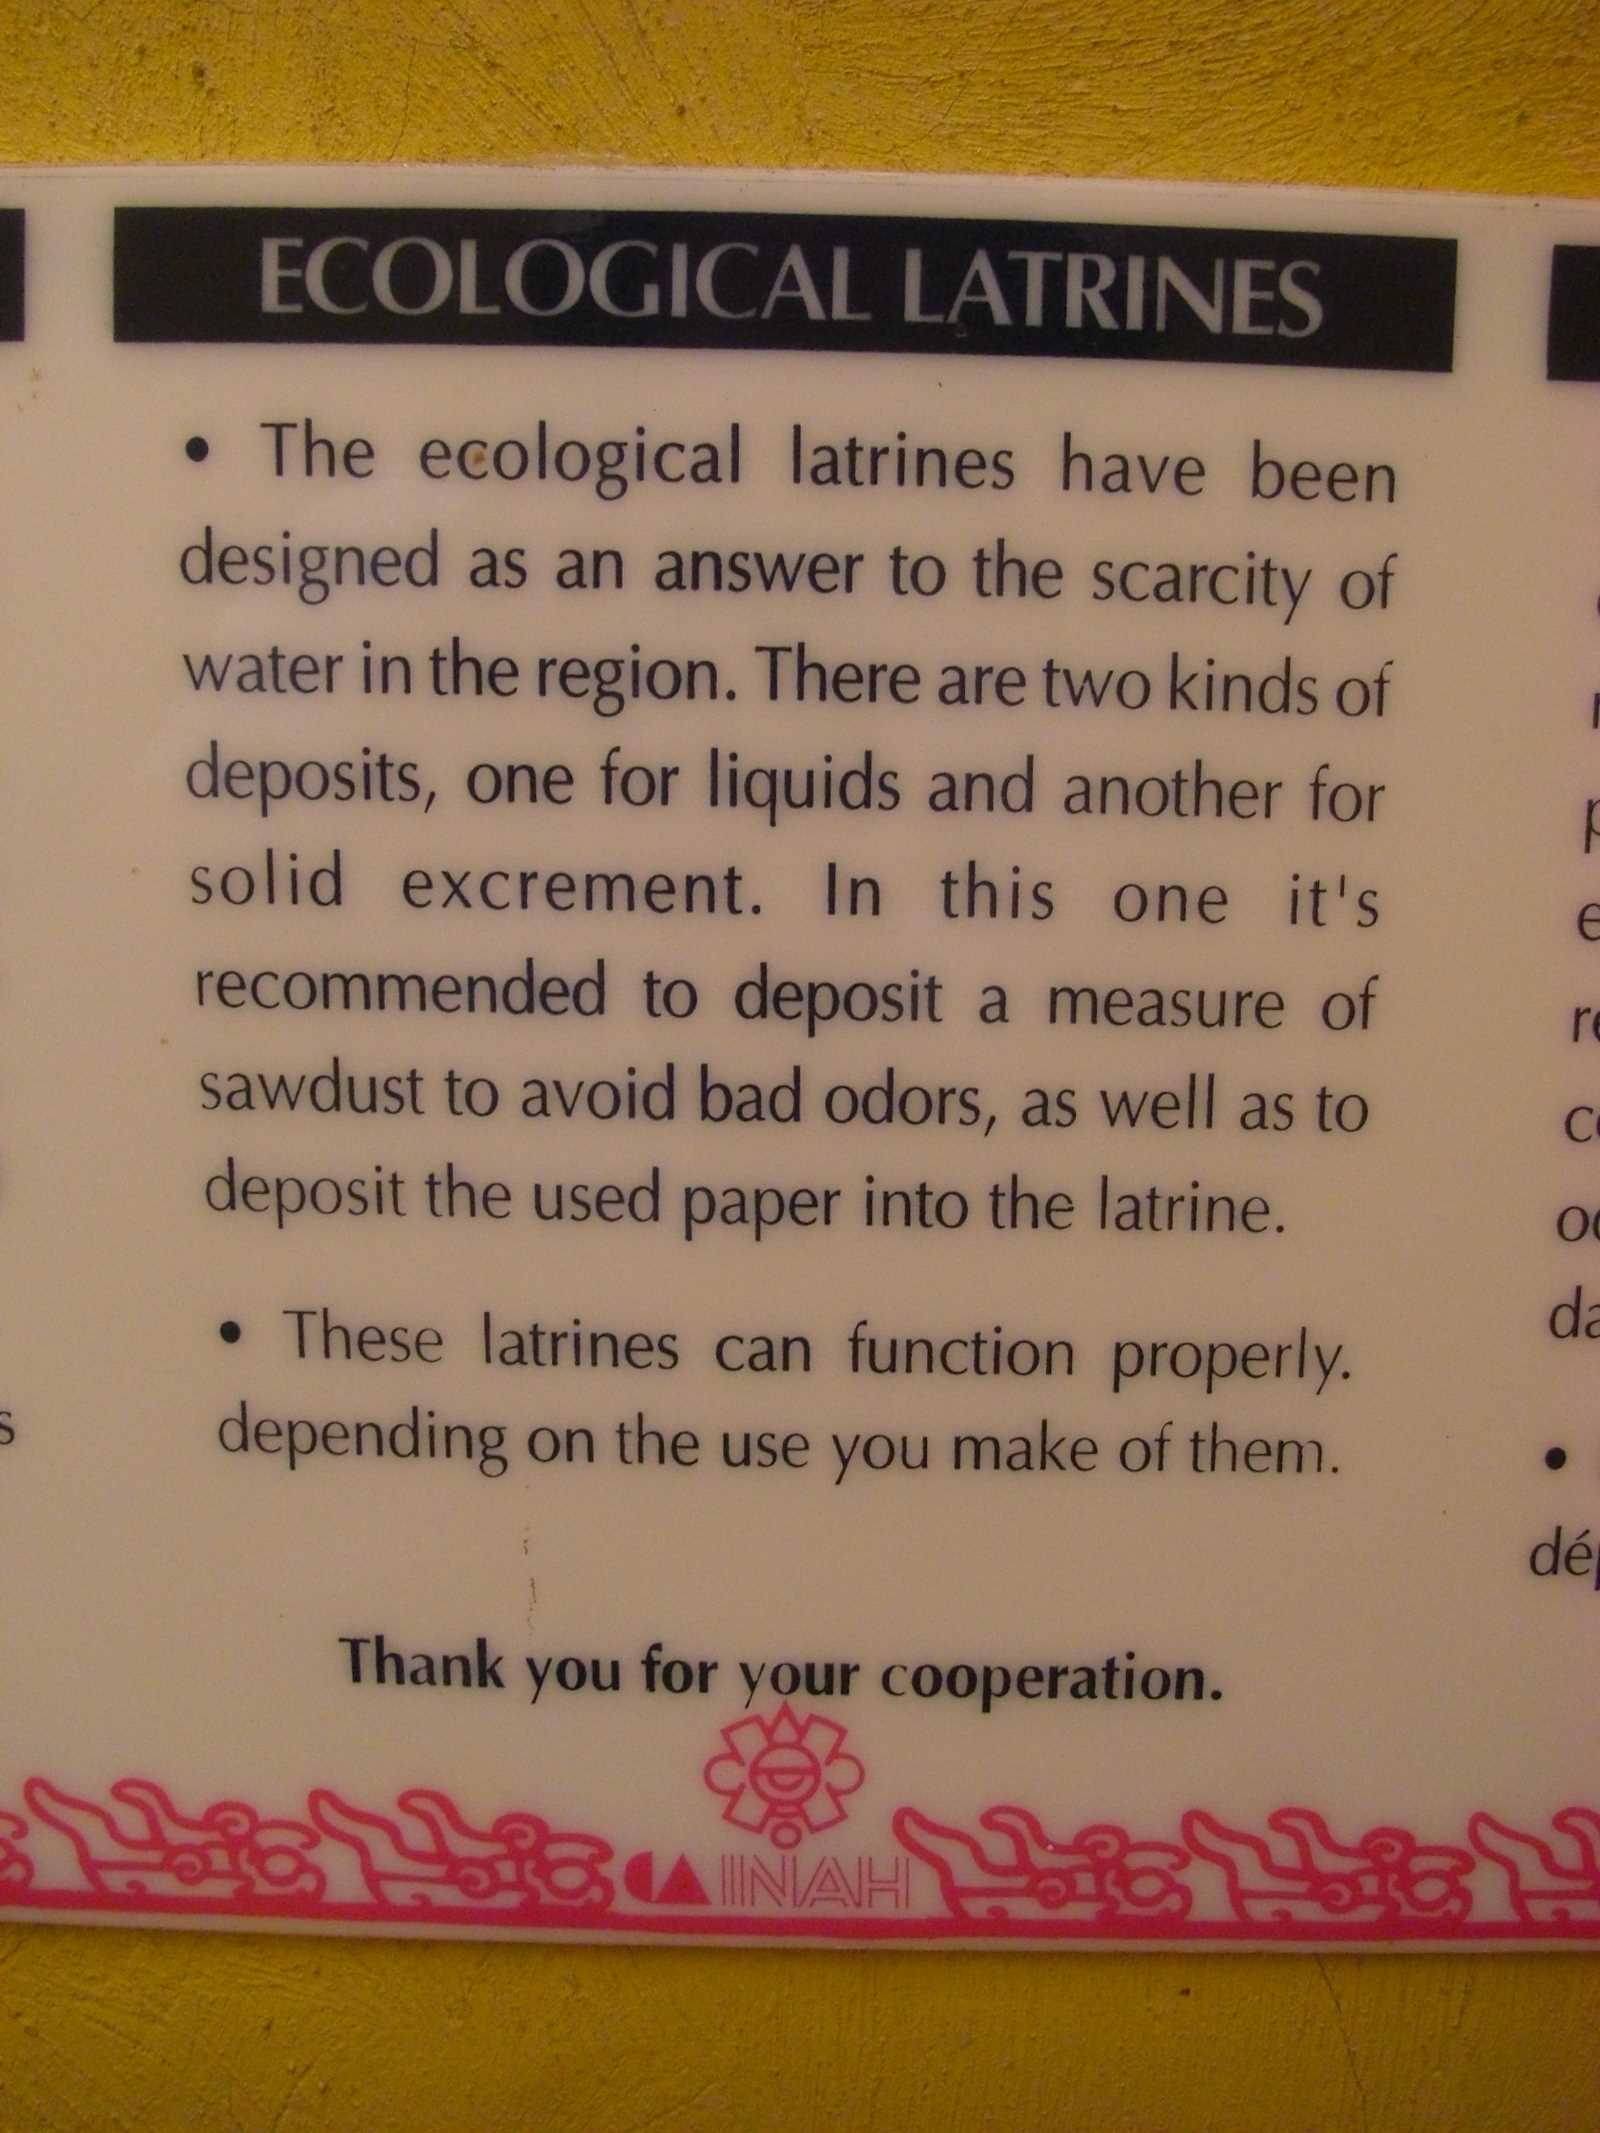 ECOLOGICAL LATRINES
• The ecological latrines have been
designed as an answer to the scarcity of
water in the region. There are two kinds of
deposits, one for liquids and another for
solid excrement. In this one it's
recommended to deposit a measure of
sawdust to avoid bad odors, as well as to
deposit the used paper into the latrine.
• These latrines can function properly.
depending on the use you make of them.
Thank you for your cooperation.
INAH